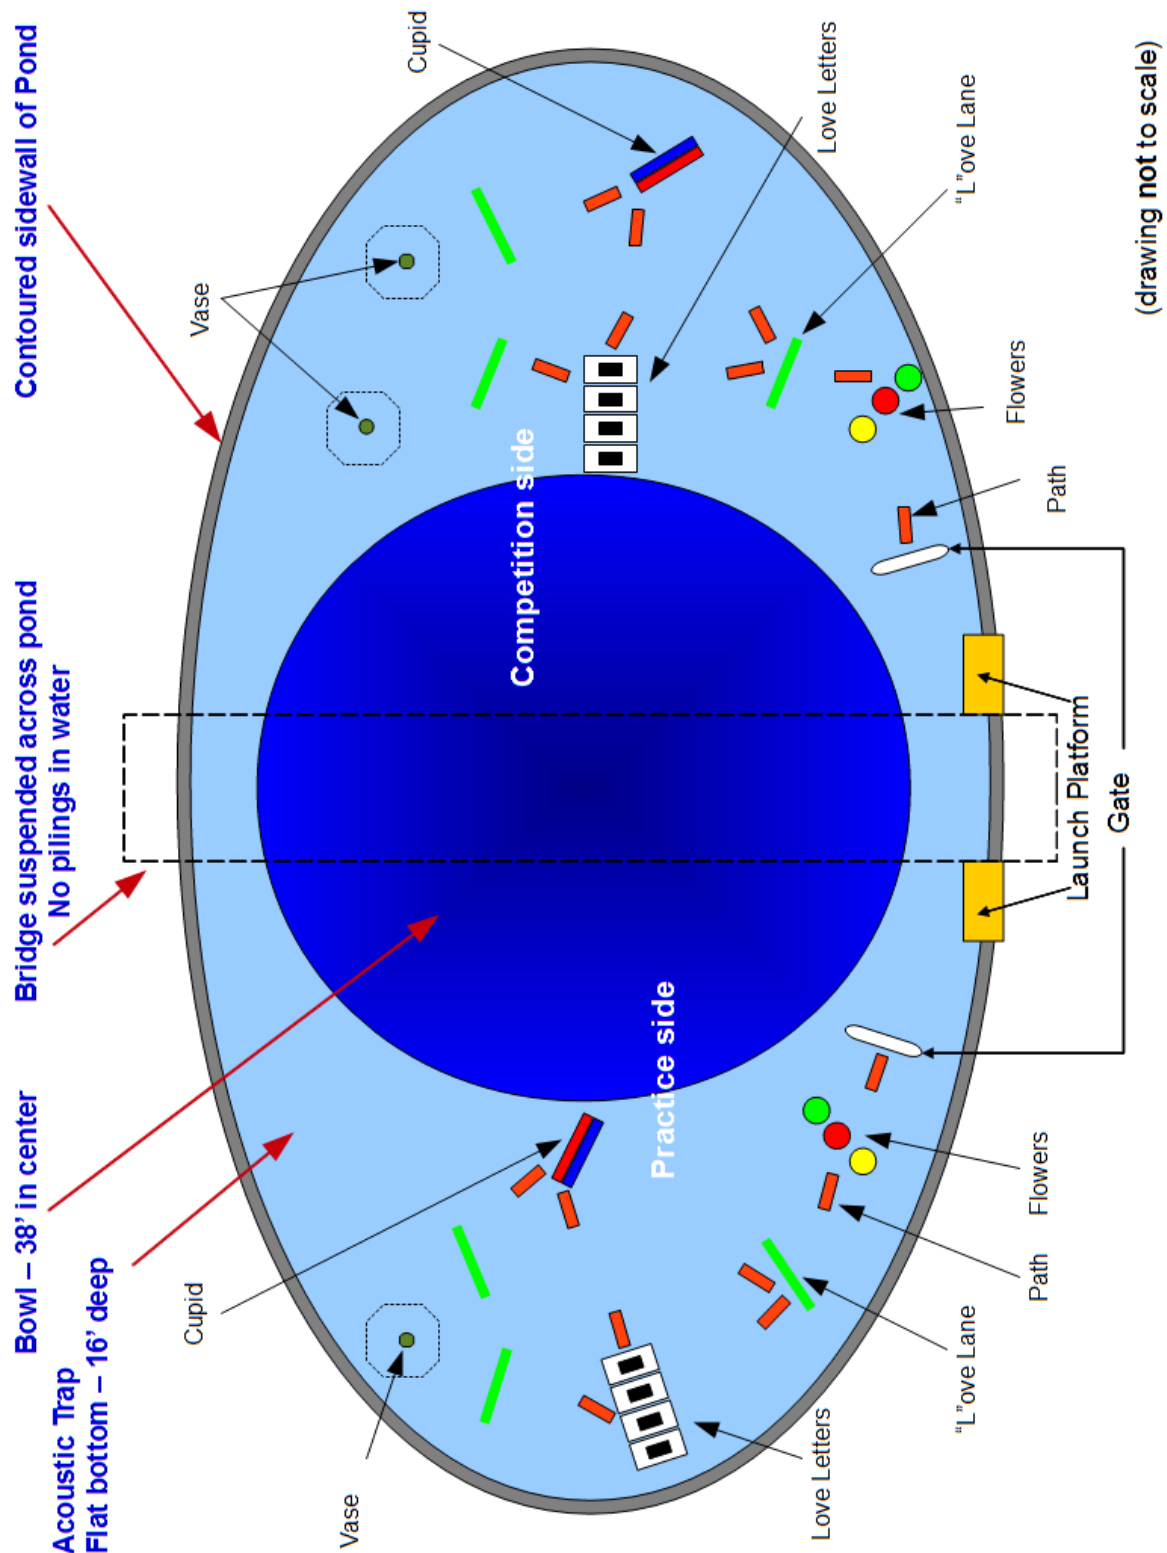 Acoustic Trap
Flat bottom – 16’ deep
Bowl – 38’ in center
Bridge suspended across pond
No pilings in water
Contoured sidewall of Pond
Vase
Cupid
Vase
Cupid
Practice side
Competition side
Love Letters
Love Letters
“L”ove Lane
“L”ove Lane
Path
Flowers
Flowers
Path
Launch Platform
Gate
(drawing not to scale)